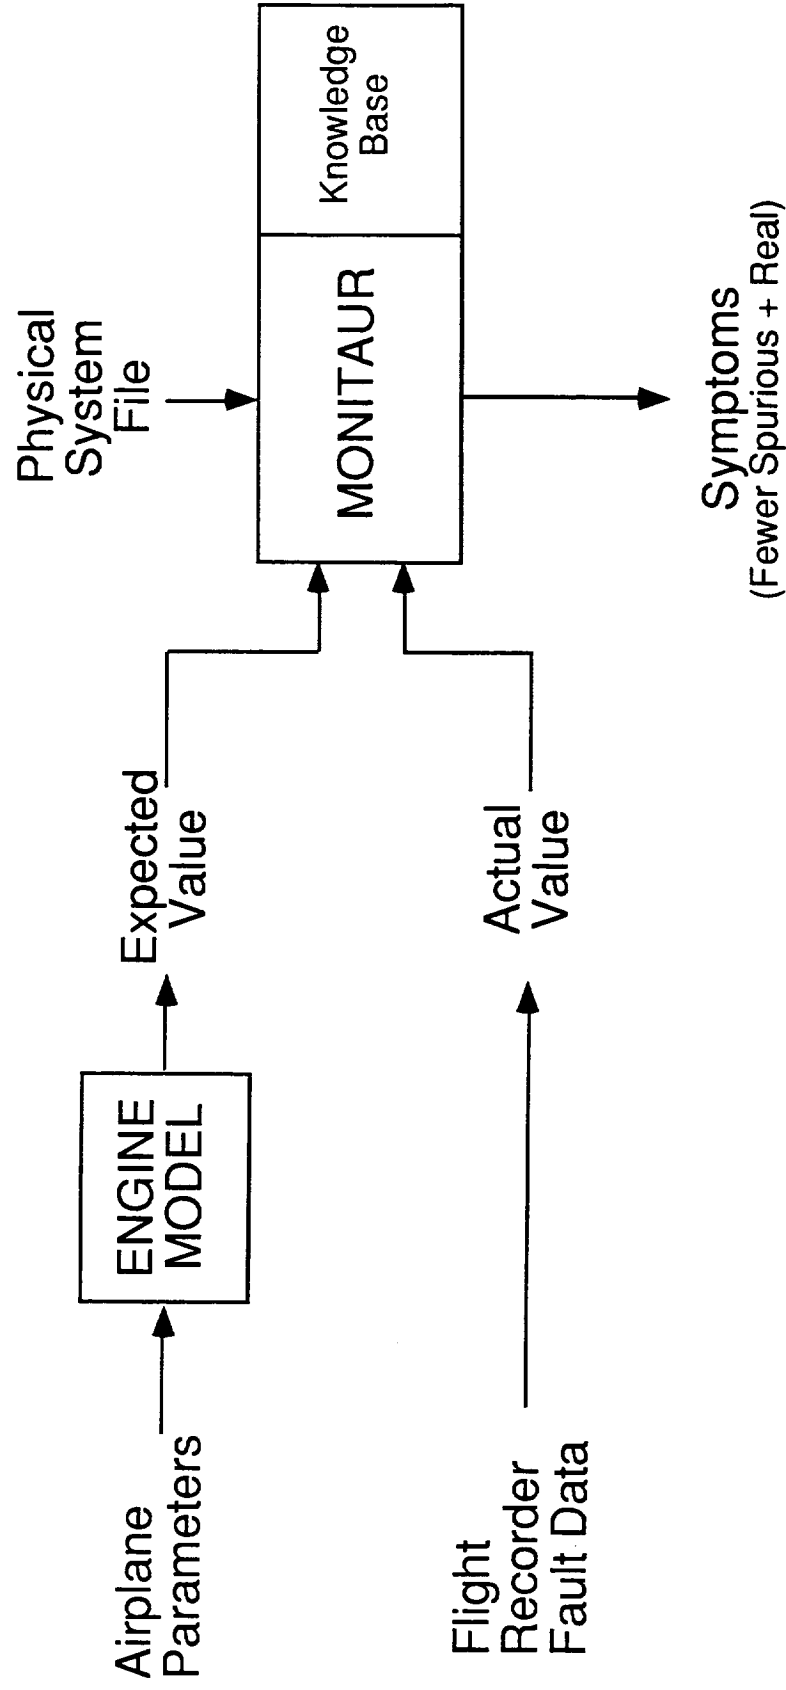 Airplane
Parameters
ENGINE
MODEL
Expected
Value
Physical
System
File
MONITAUR
Knowledge
Base
Flight
Recorder
Fault Data
Actual
Value
Symptoms
(Fewer Spurious + Real)